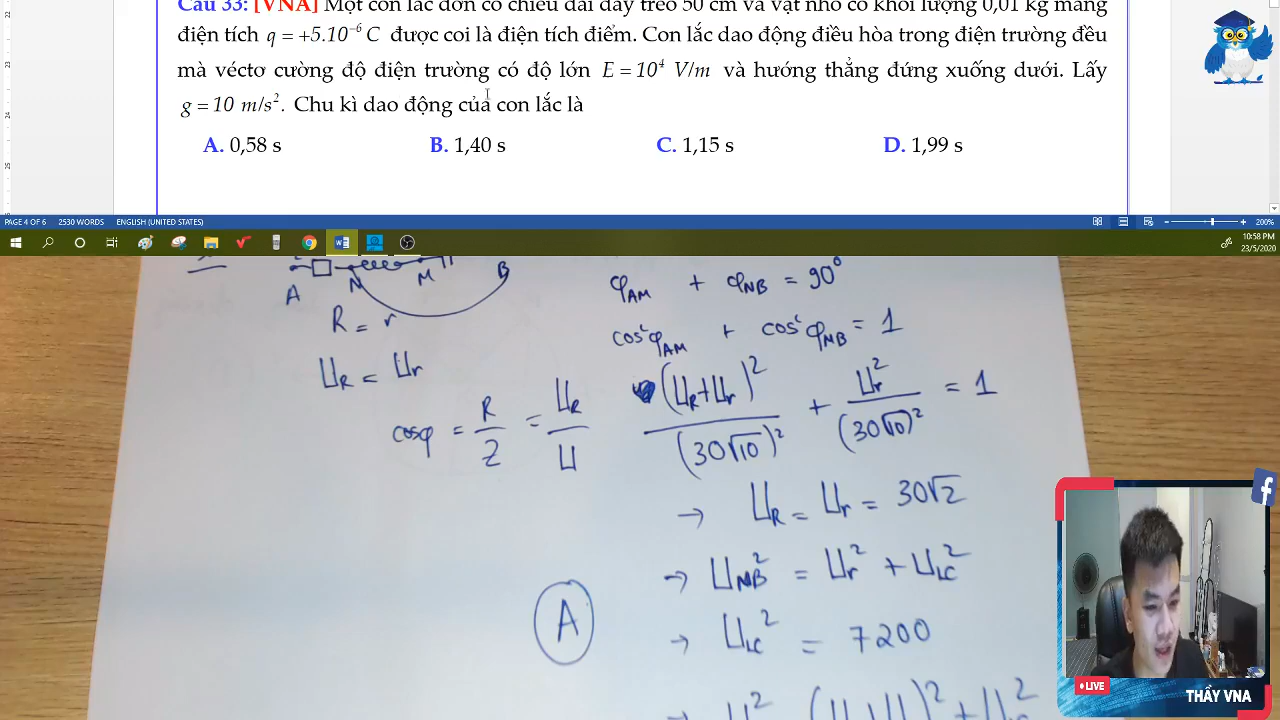 Câu 33: [VNA] Một con lắc đơn có chiều dài dây treo 50 cm và vật nhỏ có khối lượng 0,01 kg mang
điện tích q = +5.10⁻⁶ C được coi là điện tích điểm. Con lắc dao động điều hòa trong điện trường đều
mà véctơ cường độ điện trường có độ lớn E = 10⁴ V/m và hướng thẳng đứng xuống dưới. Lấy
g = 10 m/s². Chu kì dao động của con lắc là
A. 0,58 s B. 1,40 s C. 1,15 s D. 1,99 s
PAGE 4 OF 6 2530 WORDS ENGLISH (UNITED STATES) 200%
10:58 PM
23/5/2020
A N M B
R = r
U_R = U_r
cosφ = R/Z = U_R/U
φ_AM + φ_NB = 90°
cos²φ_AM + cos²φ_NB = 1
(U_R+U_r)²/(30√10)² + U_r²/(30√10)² = 1
→ U_R = U_r = 30√2
→ U_NB² = U_r² + U_LC²
→ U_LC² = 7200
A
LIVE
THẦY VNA